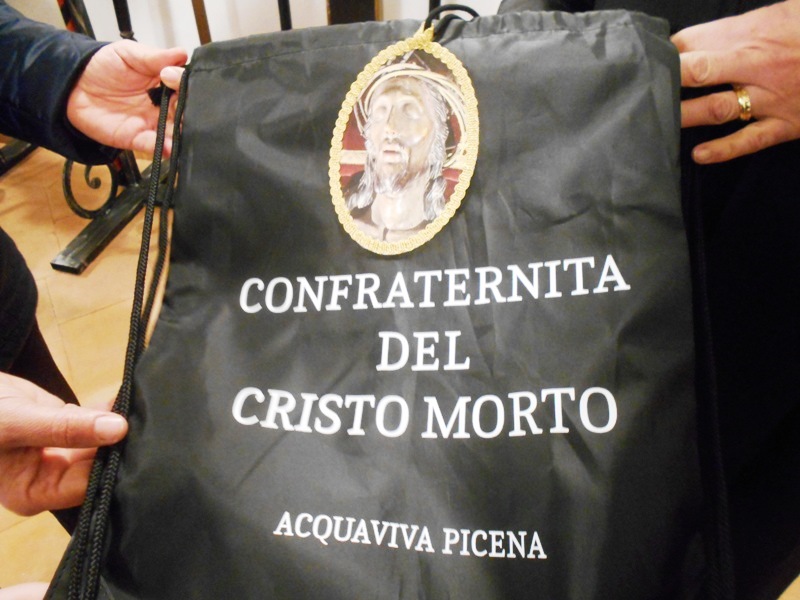 CONFRATERNITA
DEL
CRISTO MORTO
ACQUAVIVA PICENA